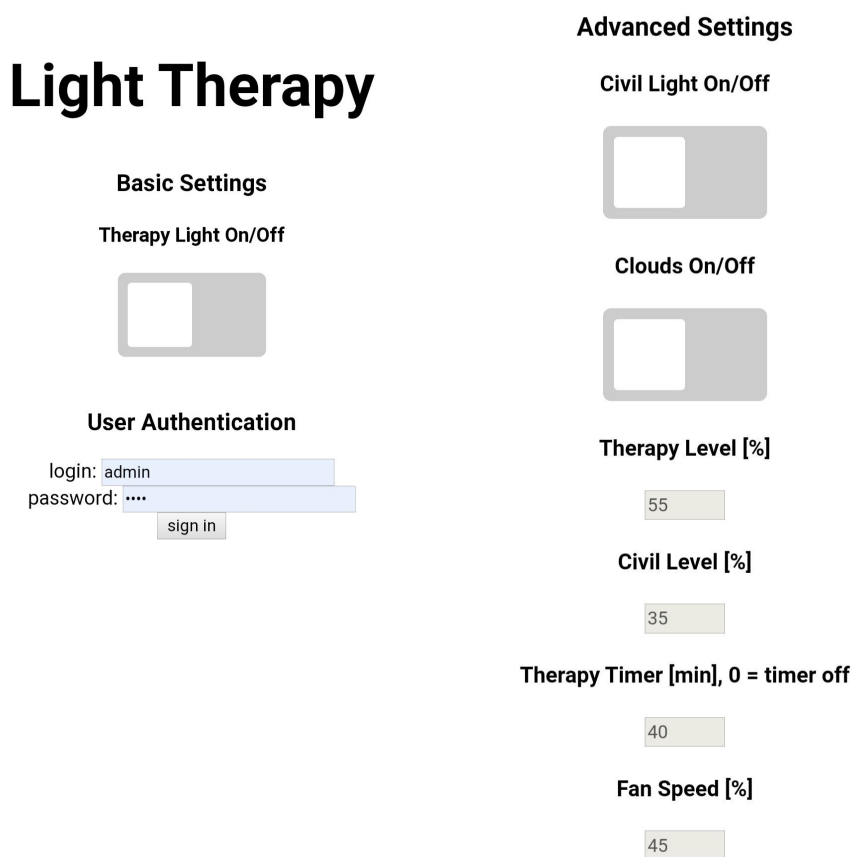 Light Therapy
Basic Settings
Therapy Light On/Off
User Authentication
login: admin
password: ••••
sign in
Advanced Settings
Civil Light On/Off
Clouds On/Off
Therapy Level [%]
55
Civil Level [%]
35
Therapy Timer [min], 0 = timer off
40
Fan Speed [%]
45